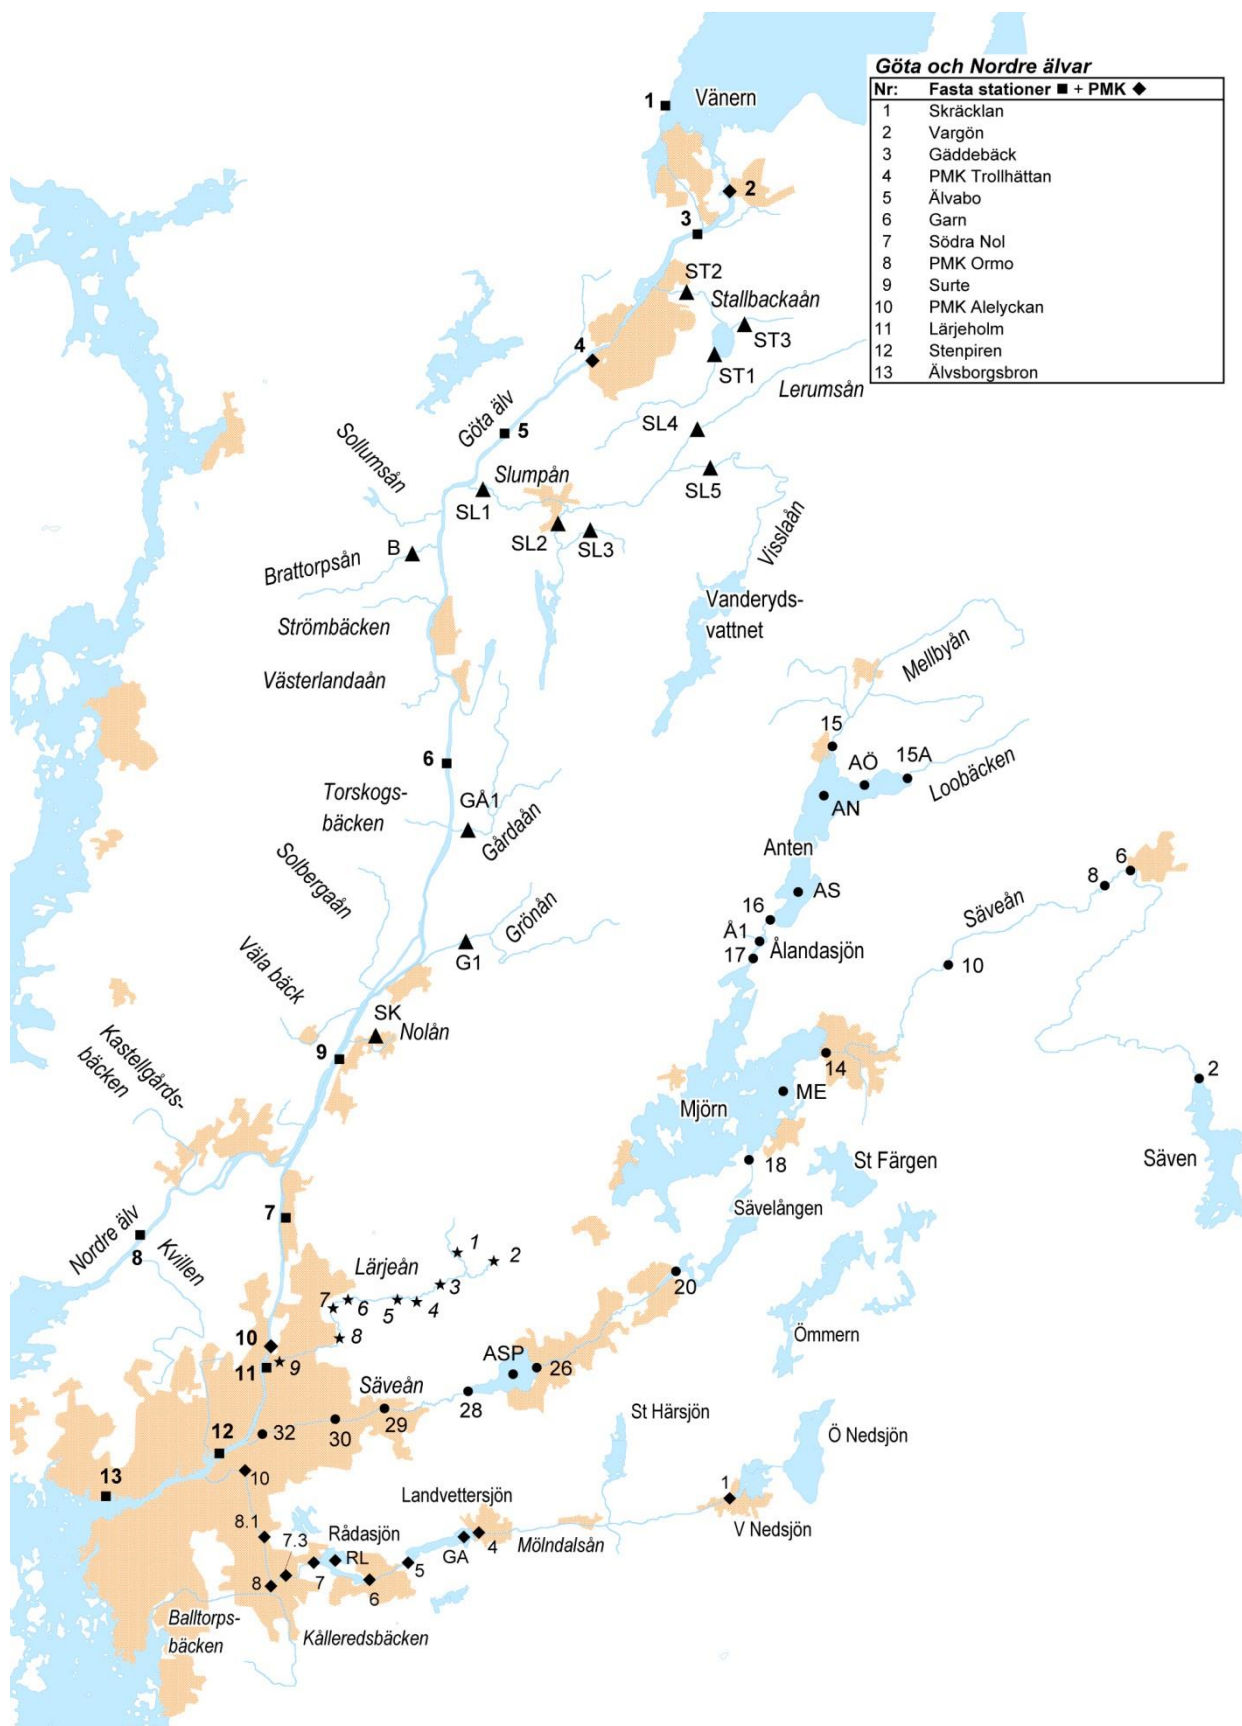 Göta och Nordre älvar
Nr: Fasta stationer ■ + PMK ◆
1 Skräcklan
2 Vargön
3 Gäddebäck
4 PMK Trollhättan
5 Älvabo
6 Garn
7 Södra Nol
8 PMK Ormo
9 Surte
10 PMK Alelyckan
11 Lärjeholm
12 Stenpiren
13 Älvsborgsbron
1
Vänern
2
3
ST2
Stallbackaån
ST3
4
ST1
Lerumsån
Göta älv
SL4
5
Sollumsån
Slumpån
SL5
SL1
SL2
SL3
Visslaån
B
Brattorpsån
Vanderyds-
vattnet
Strömbäcken
Mellbyån
Västerlandaån
15
6
AÖ
15A
Loobäcken
Torskogs-
bäcken
GÅ1
AN
Gårdaån
Anten
Solbergaån
6
8
AS
Säveån
Grönån
16
Å1
Ålandasjön
17
10
G1
Väla bäck
SK
Nolån
Kastellgårds-
bäcken
9
14
2
ME
Mjörn
18
St Färgen
Säven
Sävelången
7
Nordre älv
8
Kvillen
Lärjeån
1
2
3
20
7
6
5
4
10
8
Ömmern
11
9
ASP
26
Säveån
28
29
30
St Härsjön
12
32
Ö Nedsjön
10
13
Landvettersjön
1
8.1
7.3
Rådasjön
V Nedsjön
RL
GA
4
Mölndalsån
7
5
8
6
Balltorps-
bäcken
Kålleredsbäcken